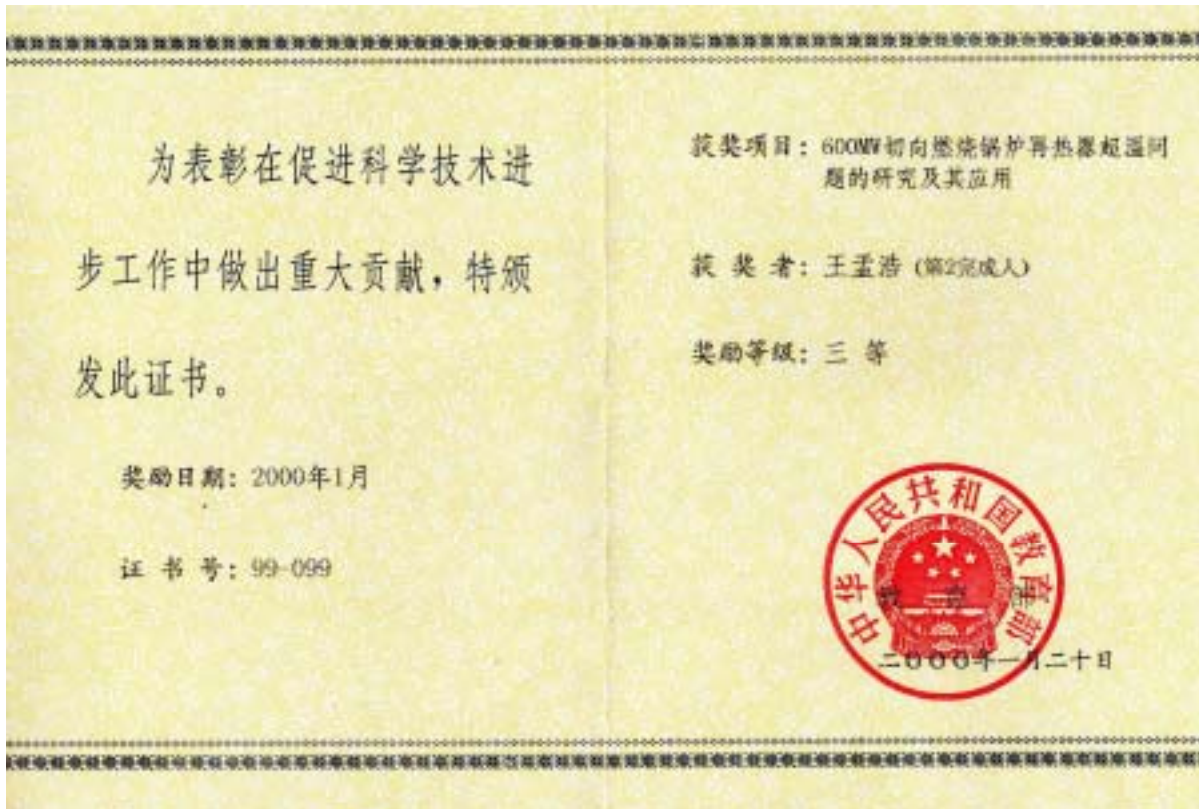 为表彰在促进科学技术进
步工作中做出重大贡献，特颁
发此证书。
奖励日期：2000年1月
证 书 号：99-099
获奖项目：600MW切向燃烧锅炉再热器超温问
题的研究及其应用
获 奖 者：王孟浩（第2完成人）
奖励等级：三 等
中华人民共和国教育部
二〇〇〇年一月二十日